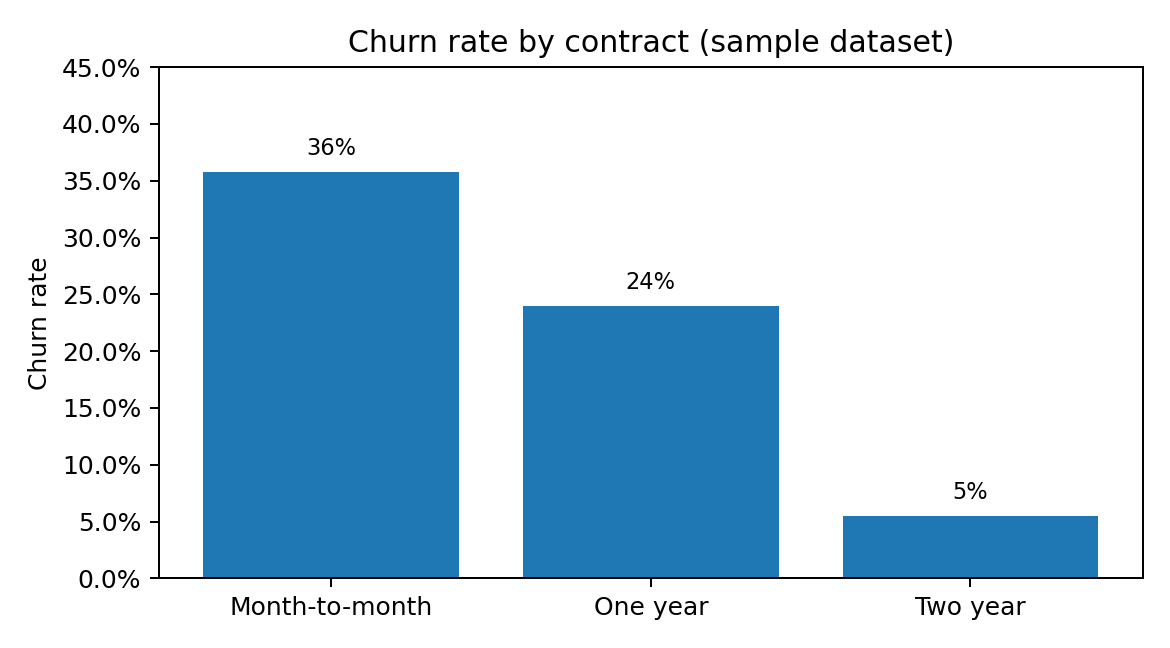 Churn rate by contract (sample dataset)
45.0%
40.0%
35.0%
30.0%
25.0%
20.0%
15.0%
10.0%
5.0%
0.0%
Churn rate
36%
24%
5%
Month-to-month
One year
Two year